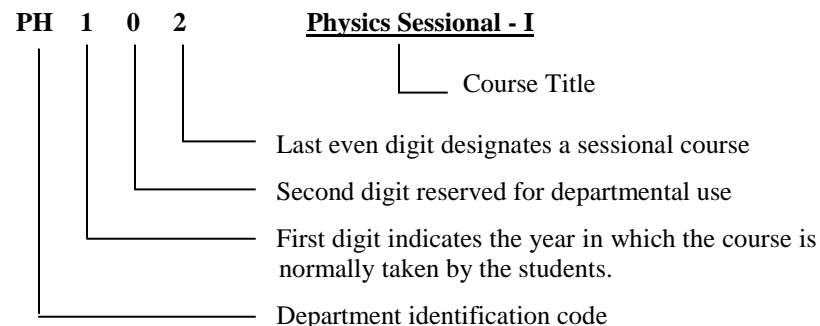 PH 1 0 2 Physics Sessional - I
Course Title
Last even digit designates a sessional course
Second digit reserved for departmental use
First digit indicates the year in which the course is
normally taken by the students.
Department identification code